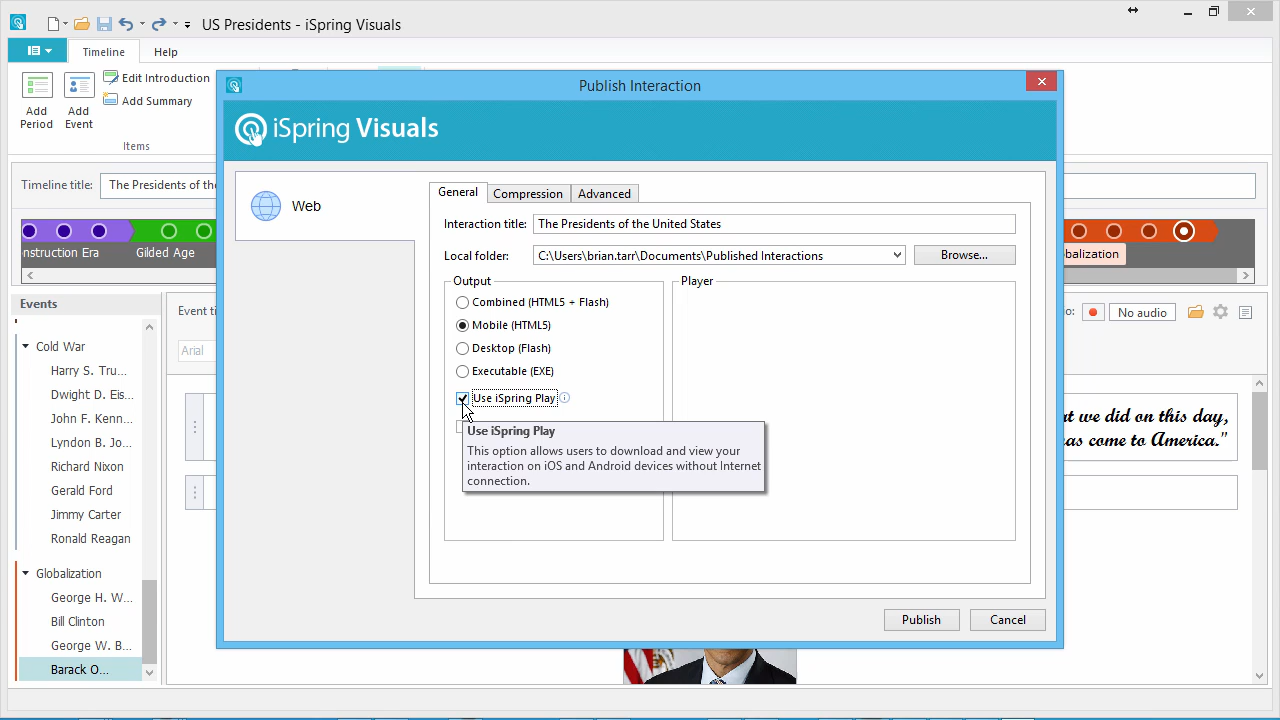 US Presidents - iSpring Visuals
Timeline
Help
Add Period
Add Event
Edit Introduction
Add Summary
Items
Timeline title:
The Presidents of the
nstruction Era
Gilded Age
balization
Events
Event ti
Arial
No audio
Cold War
Harry S. Tru...
Dwight D. Eis...
John F. Kenn...
Lyndon B. Jo...
Richard Nixon
Gerald Ford
Jimmy Carter
Ronald Reagan
Globalization
George H. W...
Bill Clinton
George W. B...
Barack O...
t we did on this day,
as come to America."
Publish Interaction
iSpring Visuals
Web
General
Compression
Advanced
Interaction title:
The Presidents of the United States
Local folder:
C:\Users\brian.tarr\Documents\Published Interactions
Browse...
Output
Combined (HTML5 + Flash)
Mobile (HTML5)
Desktop (Flash)
Executable (EXE)
Use iSpring Play
Player
Use iSpring Play
This option allows users to download and view your
interaction on iOS and Android devices without Internet
connection.
Publish
Cancel